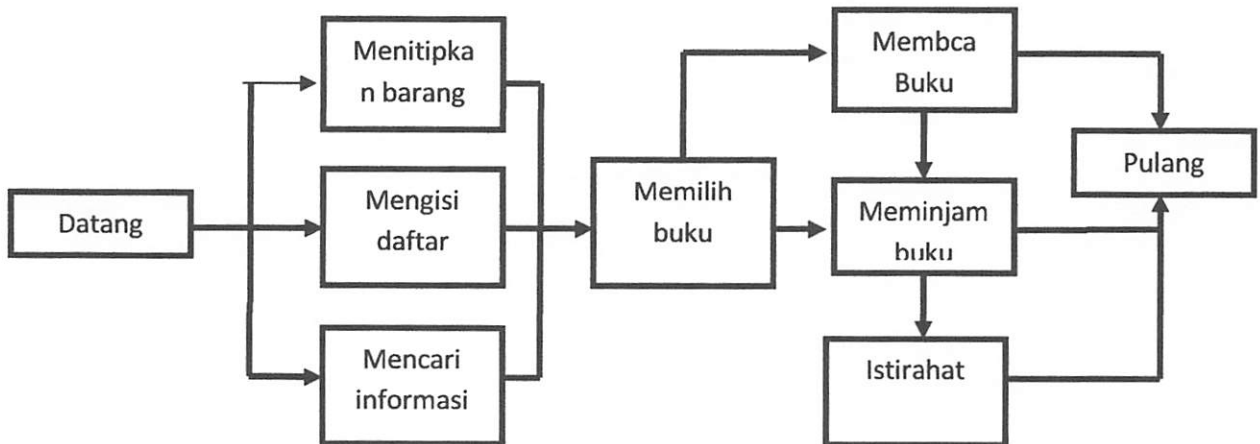 Menitipka
n barang
Membca
Buku
Pulang
Datang
Mengisi
daftar
Memilih
buku
Meminjam
buku
Mencari
informasi
Istirahat